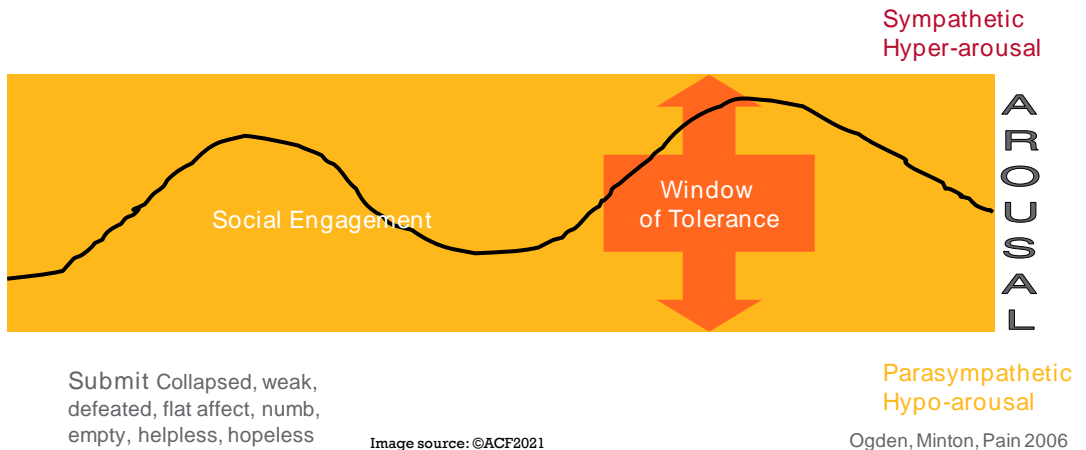 Sympathetic
Hyper-arousal
AROUSAL
Social Engagement
Window
of Tolerance
Submit Collapsed, weak,
defeated, flat affect, numb,
empty, helpless, hopeless
Image source: ©ACF2021
Parasympathetic
Hypo-arousal
Ogden, Minton, Pain 2006